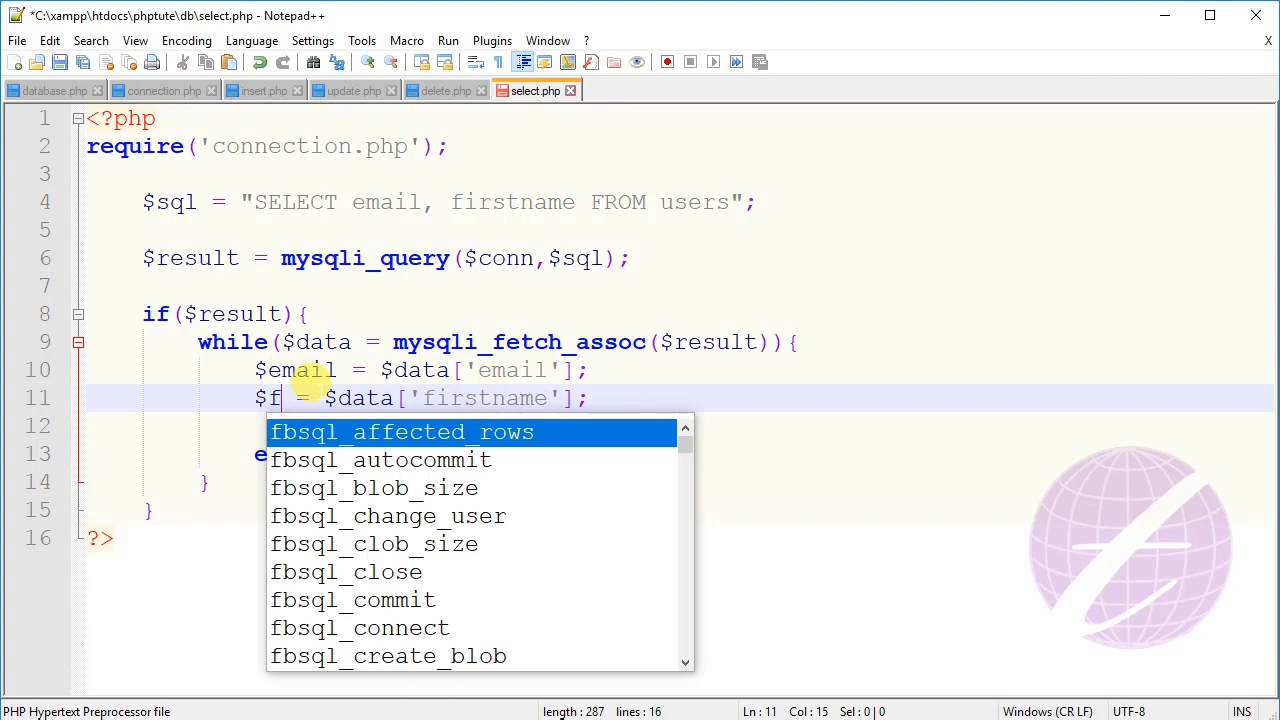 *C:\xampp\htdocs\phptute\db\select.php - Notepad++
File Edit Search View Encoding Language Settings Tools Macro Run Plugins Window ? X
database.php connection.php insert.php update.php delete.php select.php
1 <?php
2 require('connection.php');
3
4 $sql = "SELECT email, firstname FROM users";
5
6 $result = mysqli_query($conn,$sql);
7
8 if($result){
9 while($data = mysqli_fetch_assoc($result)){
10 $email = $data['email'];
11 $f = $data['firstname'];
12 fbsql_affected_rows
fbsql_autocommit
13 e
14 }
fbsql_blob_size
15 }
fbsql_change_user
16 ?>
fbsql_clob_size
fbsql_close
fbsql_commit
fbsql_connect
fbsql_create_blob
PHP Hypertext Preprocessor file length : 287 lines : 16 Ln : 11 Col : 15 Sel : 0 | 0 Windows (CR LF) UTF-8 INS